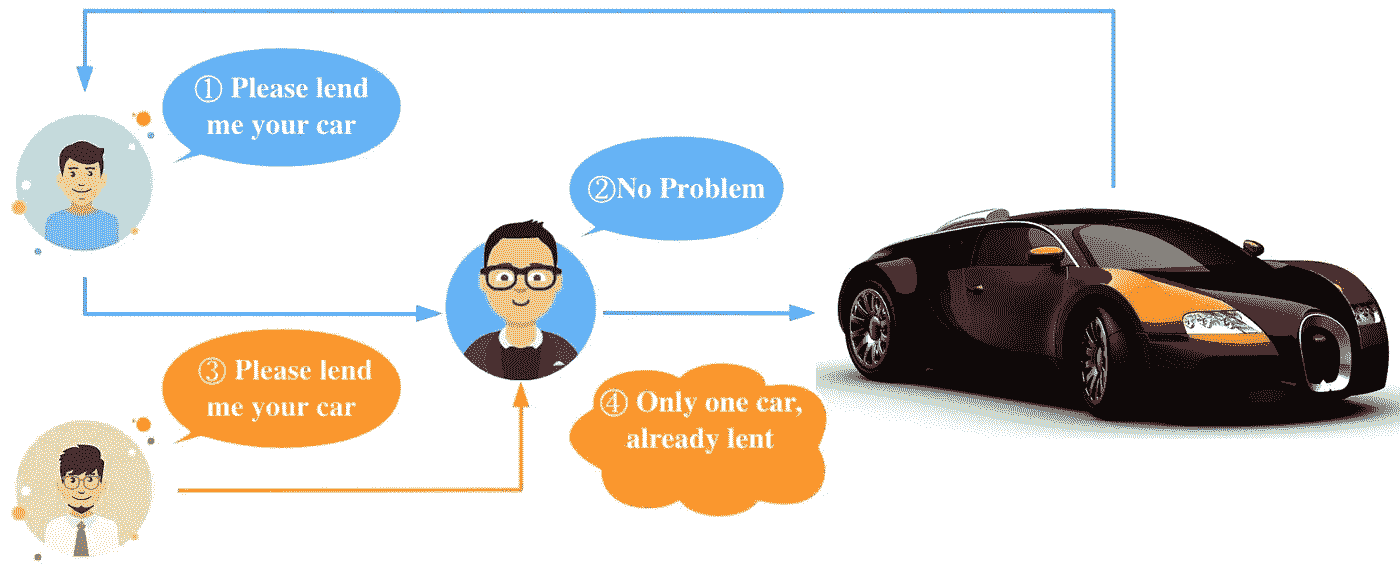 ① Please lend
me your car
②No Problem
③ Please lend
me your car
④ Only one car,
already lent